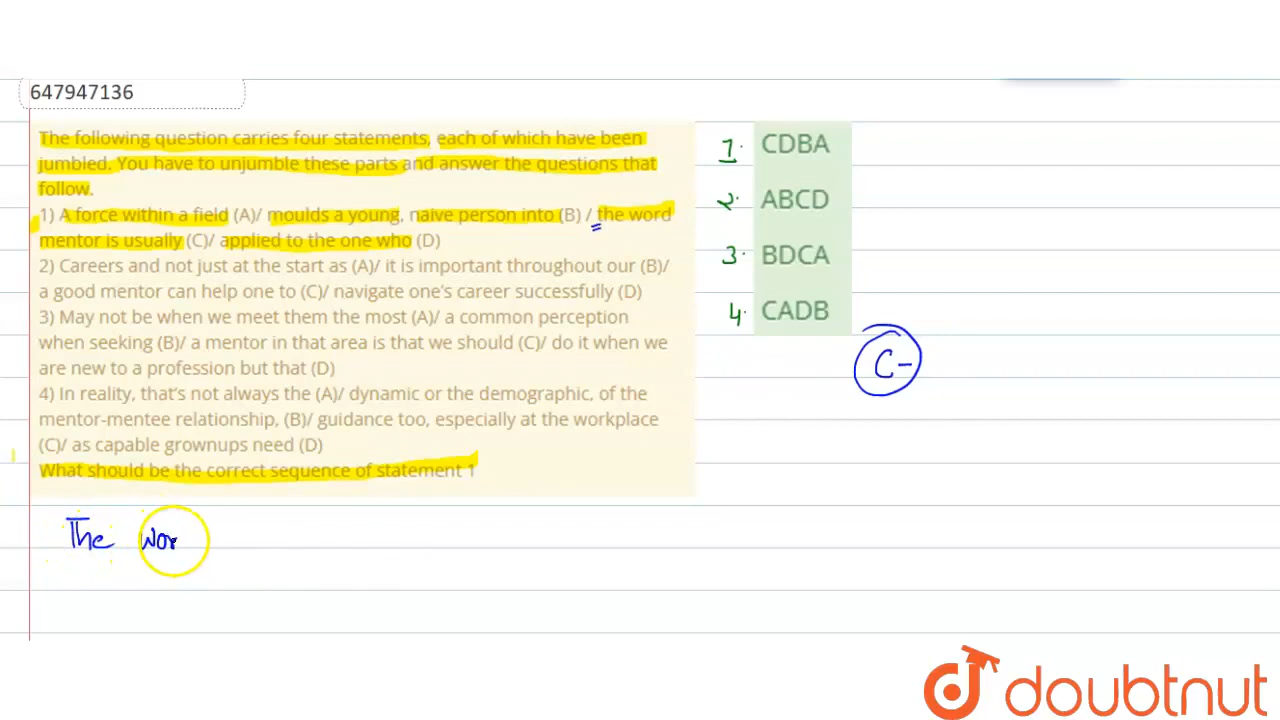 647947136
The following question carries four statements, each of which have been
jumbled. You have to unjumble these parts and answer the questions that
follow.
1) A force within a field (A)/ moulds a young, naive person into (B) / the word
mentor is usually (C)/ applied to the one who (D)
2) Careers and not just at the start as (A)/ it is important throughout our (B)/
a good mentor can help one to (C)/ navigate one's career successfully (D)
3) May not be when we meet them the most (A)/ a common perception
when seeking (B)/ a mentor in that area is that we should (C)/ do it when we
are new to a profession but that (D)
4) In reality, that's not always the (A)/ dynamic or the demographic, of the
mentor-mentee relationship, (B)/ guidance too, especially at the workplace
(C)/ as capable grownups need (D)
What should be the correct sequence of statement 1
1. CDBA
2. ABCD
3. BDCA
4. CADB
C-
The wor
doubtnut